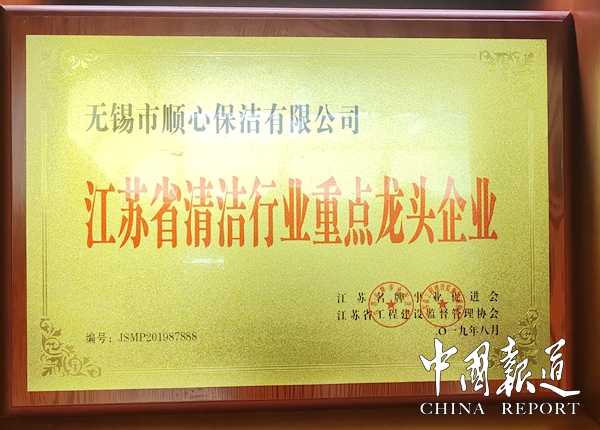 无锡市顺心保洁有限公司
江苏省清洁行业重点龙头企业
江苏名牌事业促进会
江苏省工程建设监督管理协会
编号：JSMP201987888
〇一九年八月
中國報道
CHINA REPORT